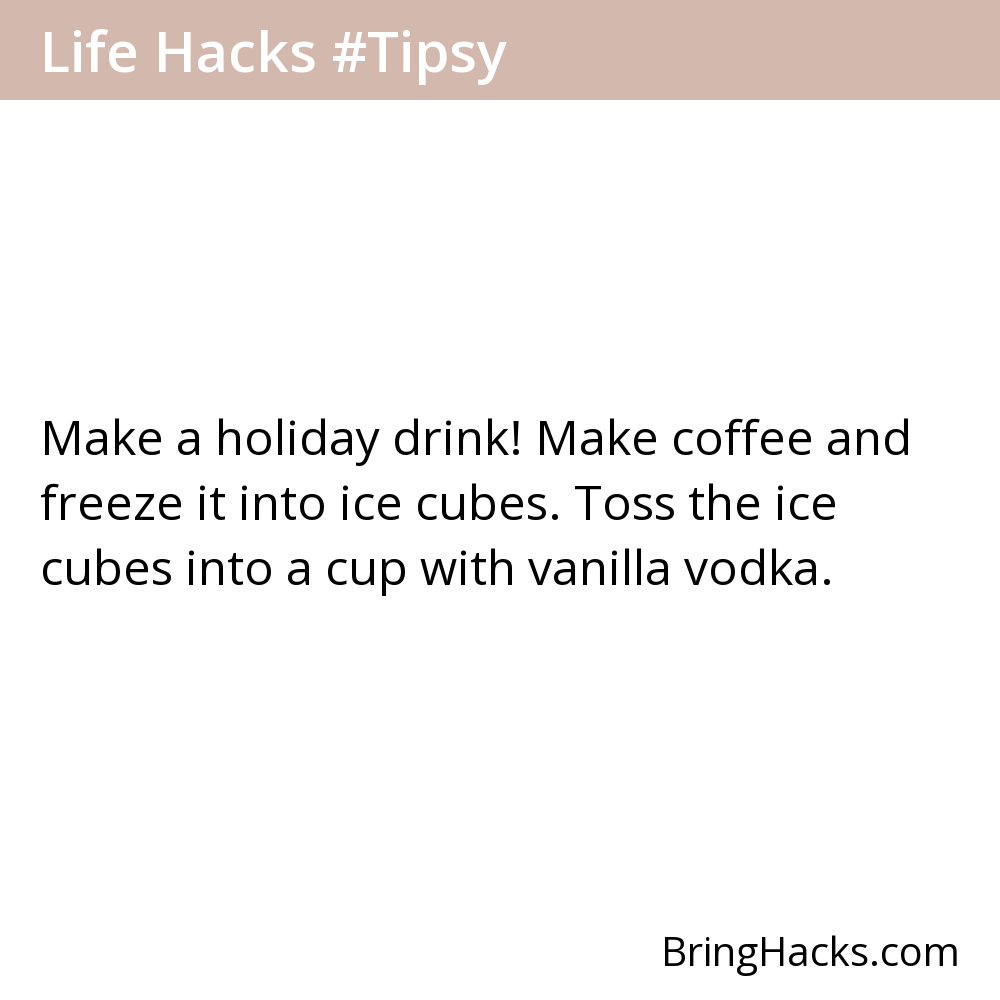 Life Hacks #Tipsy
Make a holiday drink! Make coffee and
freeze it into ice cubes. Toss the ice
cubes into a cup with vanilla vodka.
BringHacks.com